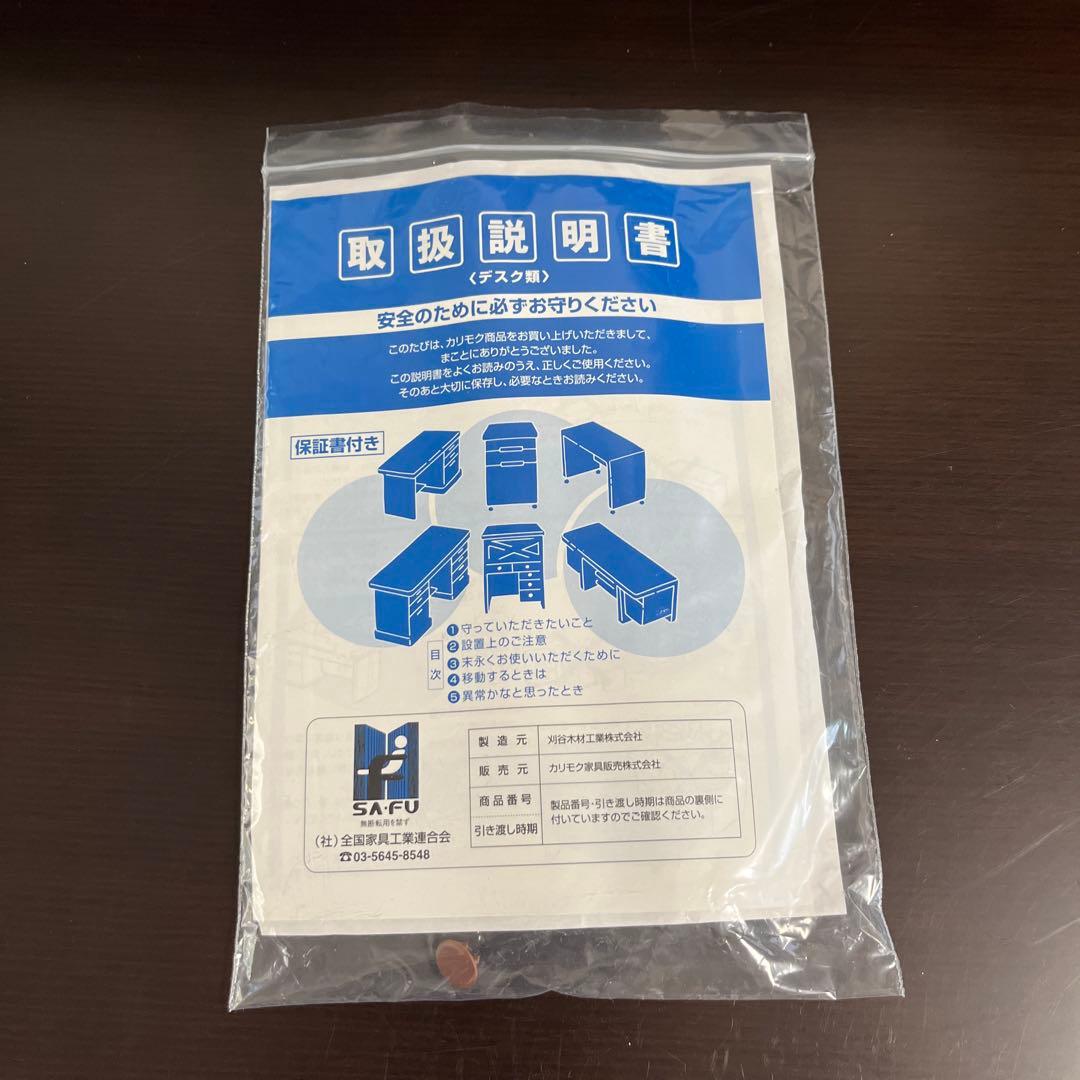 取扱説明書
〈デスク類〉
安全のために必ずお守りください
このたびは、カリモク商品をお買い上げいただきまして、
まことにありがとうございました。
この説明書をよくお読みのうえ、正しくご使用ください。
そのあと大切に保存し、必要なときお読みください。
保証書付き
目次
❶守っていただきたいこと
❷設置上のご注意
❸末永くお使いいただくために
❹移動するときは
❺異常かなと思ったとき
SA・FU
無断転用を禁ず
（社）全国家具工業連合会
☎03-5645-8548
製造元 刈谷木材工業株式会社
販売元 カリモク家具販売株式会社
商品番号
引き渡し時期
製品番号・引き渡し時期は商品の裏側に
付いていますのでご確認ください。